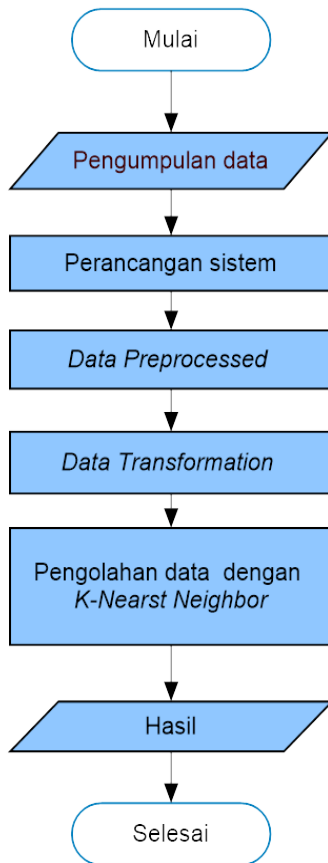 Mulai
Pengumpulan data
Perancangan sistem
Data Preprocessed
Data Transformation
Pengolahan data dengan
K-Nearst Neighbor
Hasil
Selesai